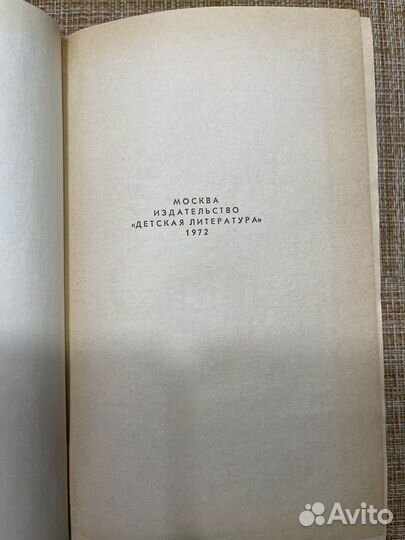 МОСКВА
ИЗДАТЕЛЬСТВО
«ДЕТСКАЯ ЛИТЕРАТУРА»
1972
Avito